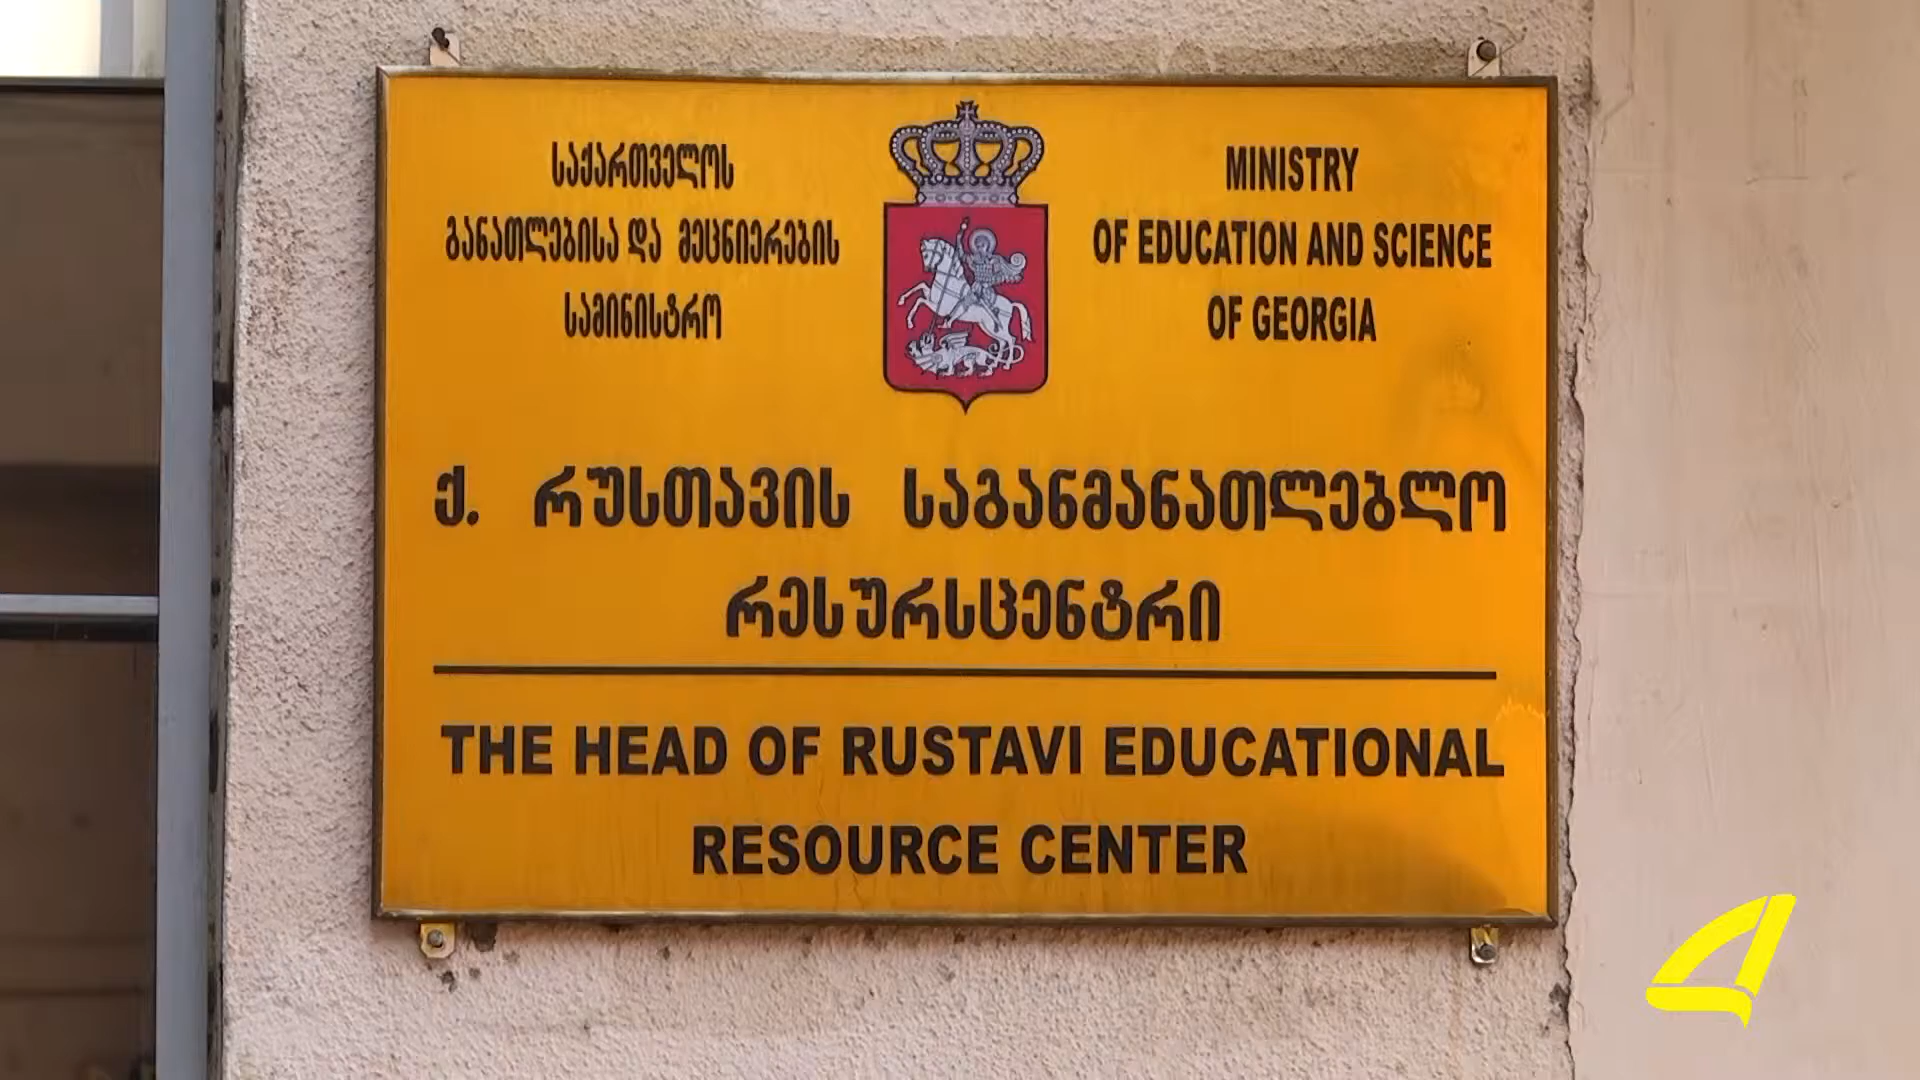 საქართველოს
განათლებისა და მეცნიერების
სამინისტრო
MINISTRY
OF EDUCATION AND SCIENCE
OF GEORGIA
ქ. რუსთავის საგანმანათლებლო
რესურსცენტრი
THE HEAD OF RUSTAVI EDUCATIONAL
RESOURCE CENTER